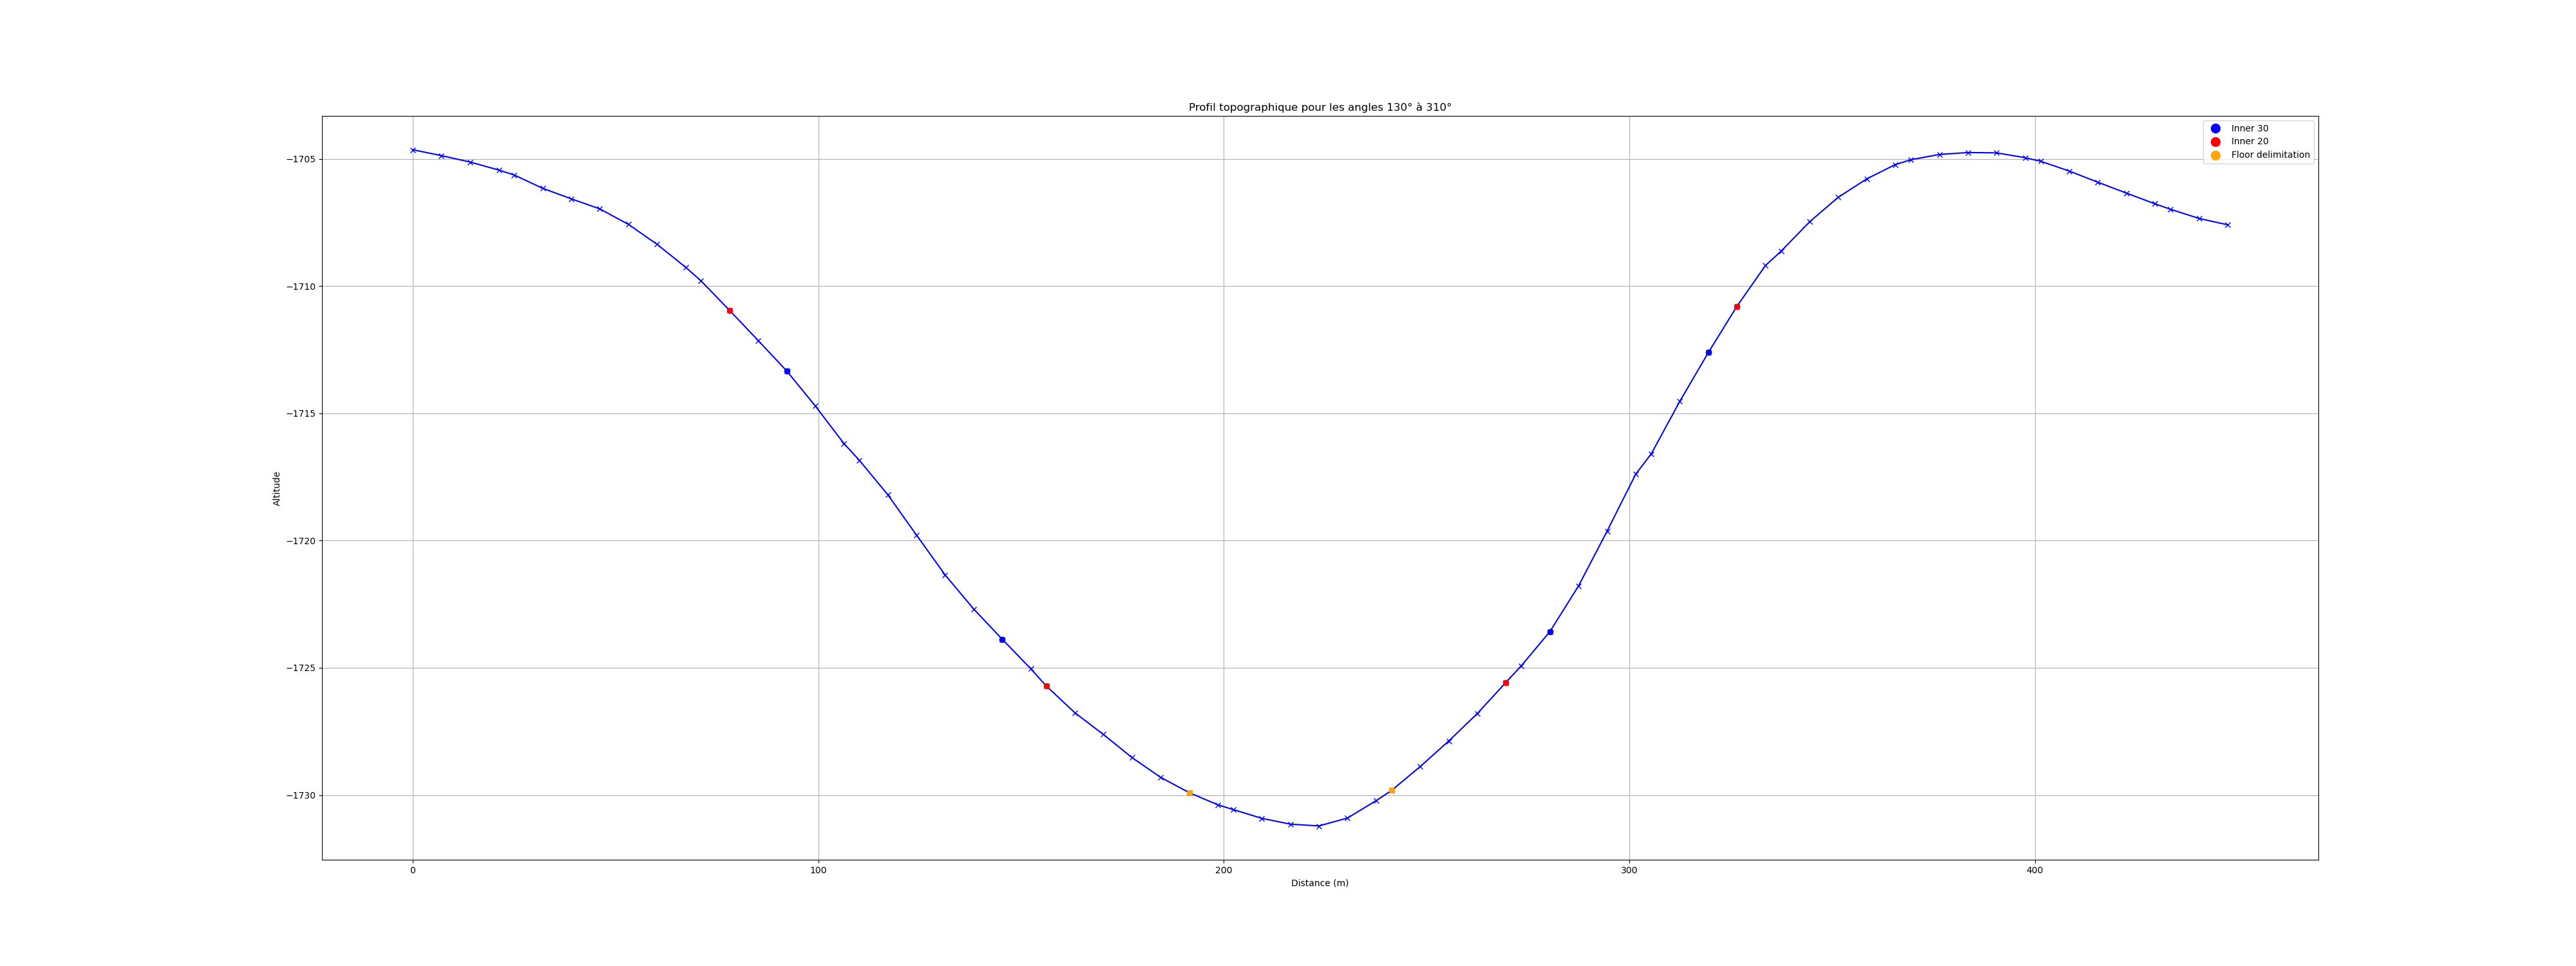 Profil topographique pour les angles 130° à 310°
Inner 30
Inner 20
Floor delimitation
−1705
−1710
−1715
−1720
−1725
−1730
Altitude
0 100 200 300 400
Distance (m)